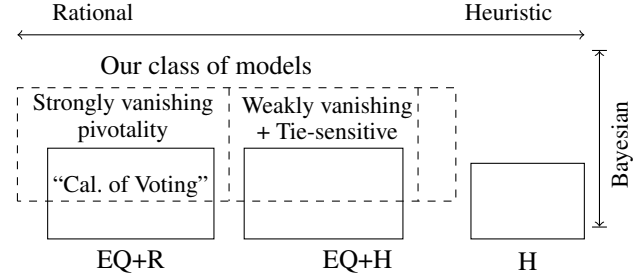 Rational
Heuristic
Our class of models
Strongly vanishing
pivotality
Weakly vanishing
+ Tie-sensitive
“Cal. of Voting”
Bayesian
EQ+R
EQ+H
H